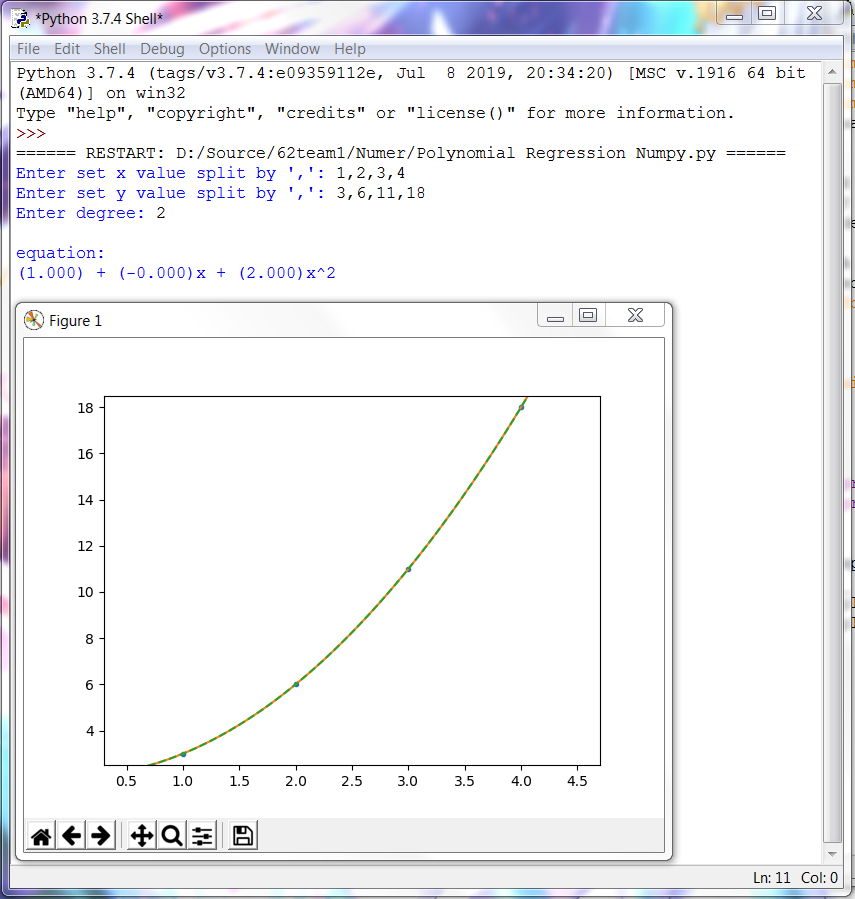 *Python 3.7.4 Shell*
File Edit Shell Debug Options Window Help
Python 3.7.4 (tags/v3.7.4:e09359112e, Jul  8 2019, 20:34:20) [MSC v.1916 64 bit
(AMD64)] on win32
Type "help", "copyright", "credits" or "license()" for more information.
>>>
====== RESTART: D:/Source/62team1/Numer/Polynomial Regression Numpy.py ======
Enter set x value split by ',': 1,2,3,4
Enter set y value split by ',': 3,6,11,18
Enter degree: 2
equation:
(1.000) + (-0.000)x + (2.000)x^2
Figure 1
18
16
14
12
10
8
6
4
0.5 1.0 1.5 2.0 2.5 3.0 3.5 4.0 4.5
Ln: 11 Col: 0